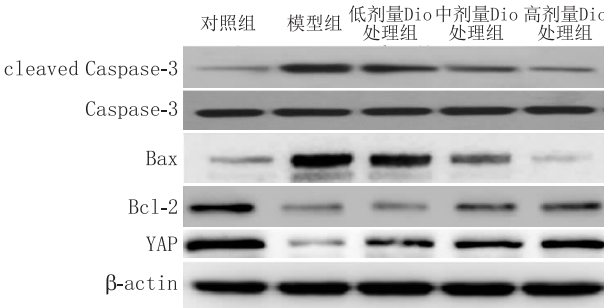 对照组 模型组 低剂量Dio 中剂量Dio 高剂量Dio
处理组 处理组 处理组
cleaved Caspase-3
Caspase-3
Bax
Bcl-2
YAP
β-actin